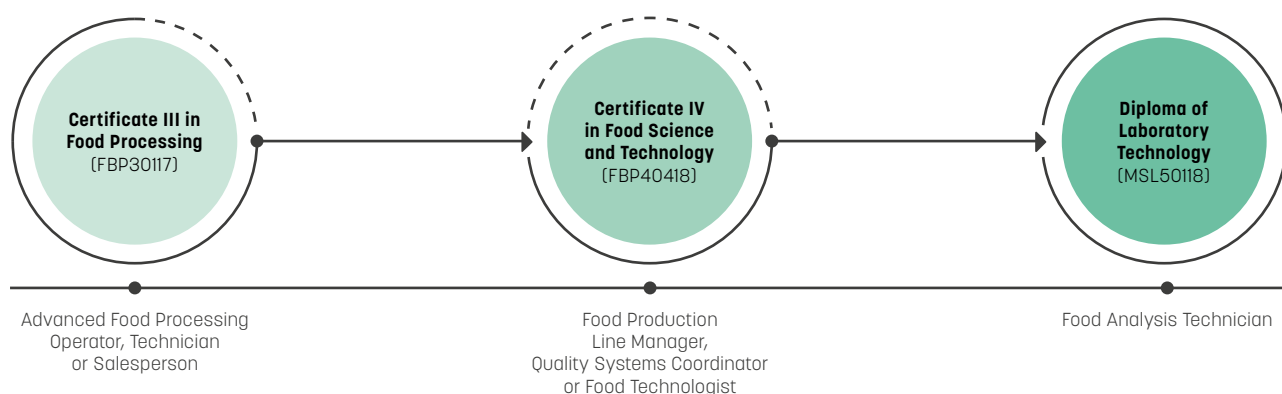 Certificate III in
Food Processing
(FBP30117)
Certificate IV
in Food Science
and Technology
(FBP40418)
Diploma of
Laboratory
Technology
(MSL50118)
Advanced Food Processing
Operator, Technician
or Salesperson
Food Production
Line Manager,
Quality Systems Coordinator
or Food Technologist
Food Analysis Technician